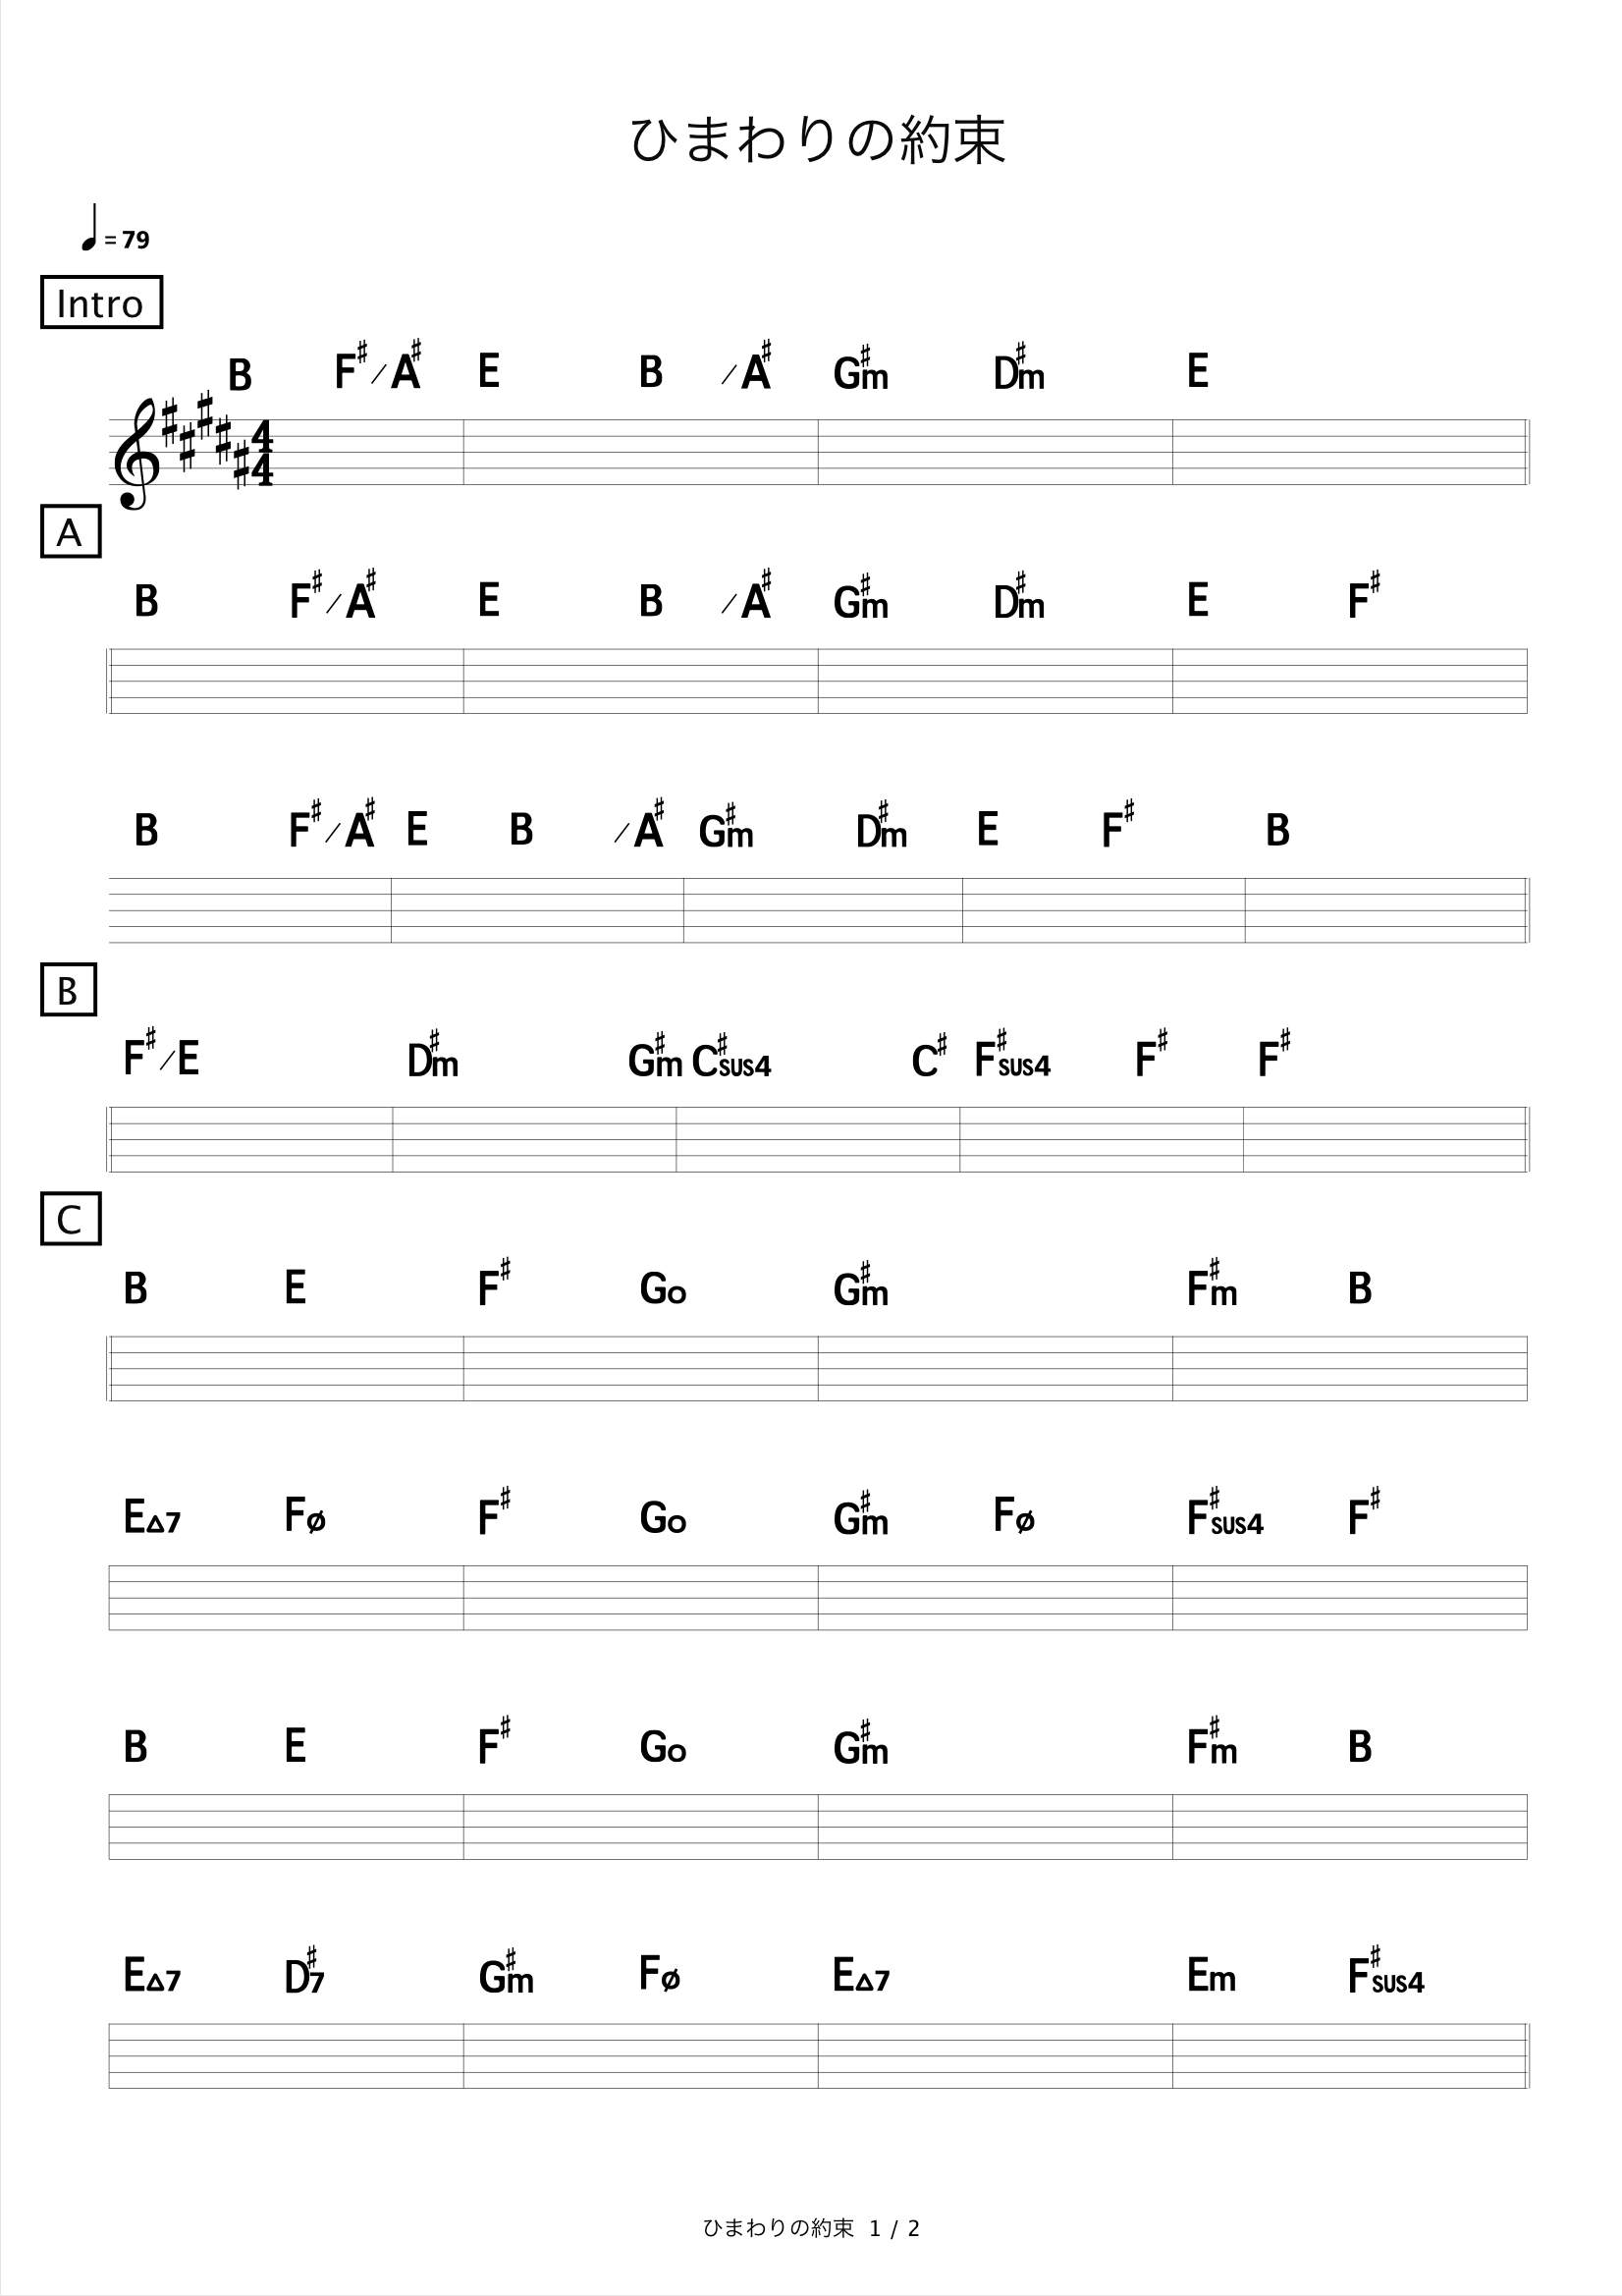 ひまわりの約束
♩ = 79
Intro
B F♯/A♯ E B /A♯ G♯m D♯m E
4
4
A
B F♯/A♯ E B /A♯ G♯m D♯m E F♯
B F♯/A♯ E B /A♯ G♯m D♯m E F♯ B
B
F♯/E D♯m G♯m C♯sus4 C♯ F♯sus4 F♯ F♯
C
B E F♯ Go G♯m F♯m B
E△7 Fø F♯ Go G♯m Fø F♯sus4 F♯
B E F♯ Go G♯m F♯m B
E△7 D♯7 G♯m Fø E△7 Em F♯sus4
ひまわりの約束 1 / 2